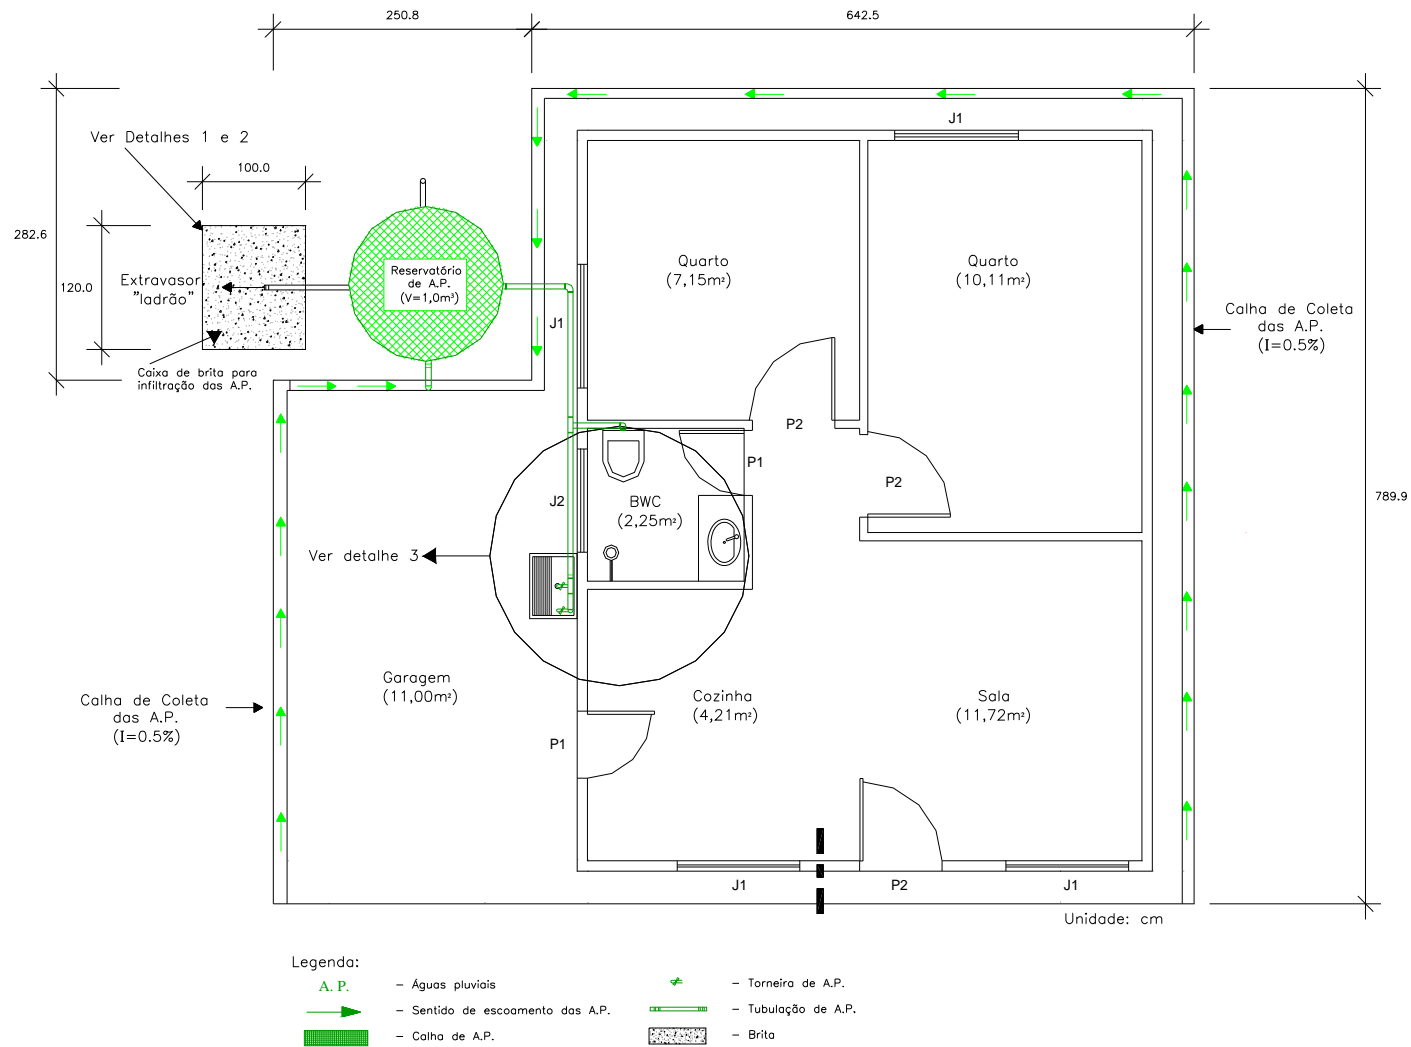 250.8
642.5
Ver Detalhes 1 e 2
J1
100.0
282.6
120.0
Extravasor
"ladrão"
Reservatório
de A.P.
(V=1,0m³)
Quarto
(7,15m²)
Quarto
(10,11m²)
J1
Calha de Coleta
das A.P.
(I=0.5%)
Caixa de brita para
infiltração das A.P.
P2
P1
P2
J2
BWC
(2,25m²)
789.9
Ver detalhe 3
Garagem
(11,00m²)
Calha de Coleta
das A.P.
(I=0.5%)
Cozinha
(4,21m²)
Sala
(11,72m²)
P1
J1
P2
J1
Unidade: cm
Legenda:
A. P.
- Águas pluviais
- Torneira de A.P.
- Sentido de escoamento das A.P.
- Tubulação de A.P.
- Calha de A.P.
- Brita